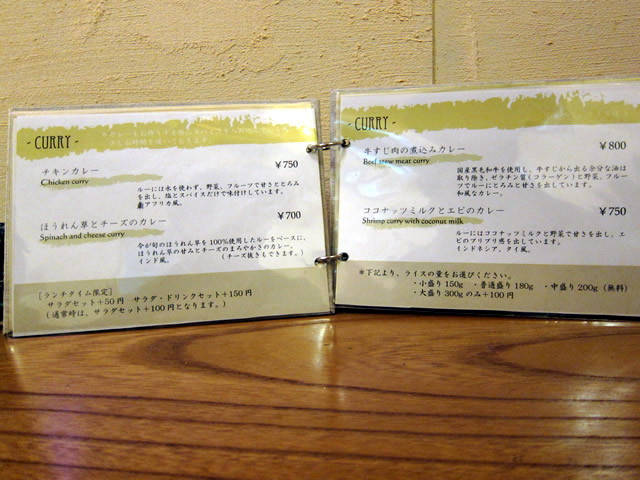 - CURRY -
チキンカレー ¥750
Chicken curry
ルーには水を使わず、野菜、フルーツで甘さととろみ
を出し、塩とスパイスだけで味付けています。
南アフリカ風。
ほうれん草とチーズのカレー ¥700
Spinach and cheese curry
今が旬のほうれん草を100%使用したルーをベースに、
ほうれん草の甘みとチーズのまろやかさのカレー。
インド風。 (チーズ抜きもできます。)
[ランチタイム限定]
サラダセット+50円 サラダ・ドリンクセット+150円
(通常時は、サラダセット+100円となります。)
- CURRY -
牛すじ肉の煮込みカレー ¥800
Beef stew meat curry
国産黒毛和牛を使用し、牛すじから出る余分な油は
取り除き、ゼラチン質(コラーゲン)と野菜、フルー
ツでルーにとろみと甘さを出しています。
和風なカレー。
ココナッツミルクとエビのカレー ¥750
Shrimp curry with coconut milk
ルーにはココナッツミルクと野菜で甘さを出し、エ
ビのプリプリ感を出しています。
インドネシア、タイ風。
*下記より、ライスの量をお選びください。
・小盛り 150g ・普通盛り 180g ・中盛り 200g (無料)
・大盛り 300g のみ+100円